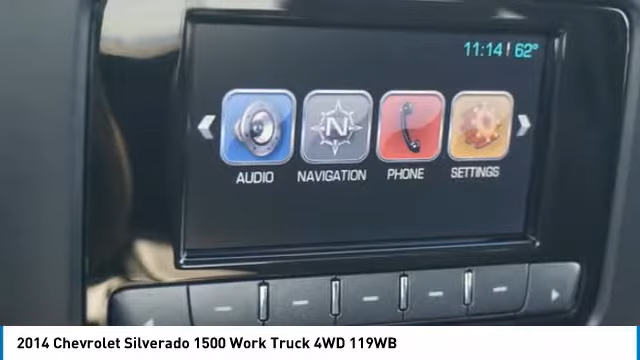 11:14 | 62°
N
AUDIO NAVIGATION PHONE SETTINGS
2014 Chevrolet Silverado 1500 Work Truck 4WD 119WB